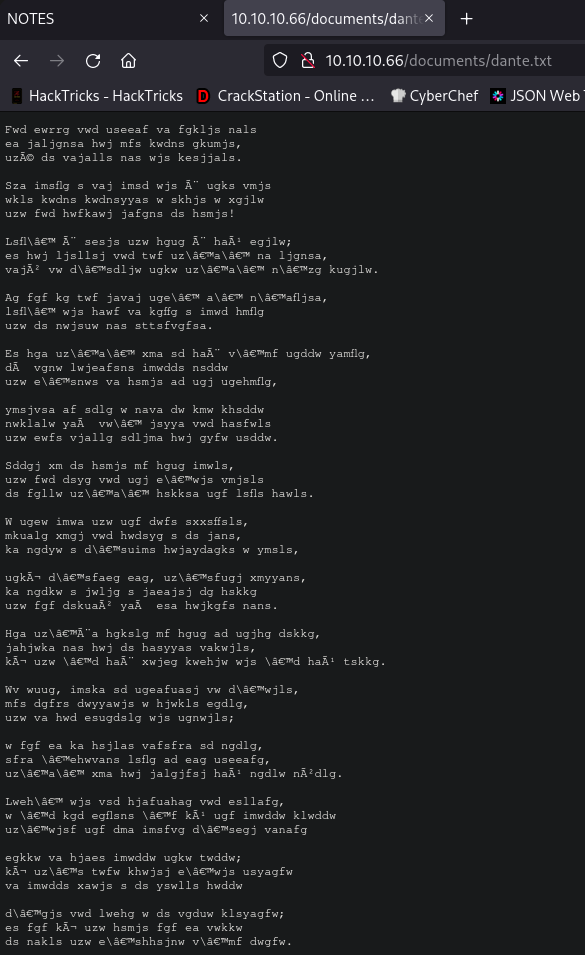 NOTES
10.10.10.66/documents/dante
10.10.10.66/documents/dante.txt
HackTricks - HackTricks
CrackStation - Online …
CyberChef
JSON Web
Fwd ewrrg vwd useeaf va fgkljs nals
ea jaljgnsa hwj mfs kwdns gkumjs,
uzÃ© ds vajalls nas wjs kesjjals.
Sza imsﬂg s vaj imsd wjs Ã¨ ugks vmjs
wkls kwdns kwdnsyyas w skhjs w xgjlw
uzw fwd hwfkawj jafgns ds hsmjs!
Lsﬂl\â€™ Ã¨ sesjs uzw hgug Ã¨ haÃ¹ egjlw;
es hwj ljsllsj vwd twf uz\â€™a\â€™ na ljgnsa,
vajÃ² vw d\â€™sdljw ugkw uz\â€™a\â€™ n\â€™zg kugjlw.
Ag fgf kg twf javaj uge\â€™ a\â€™ n\â€™aﬂjsa,
lsﬂl\â€™ wjs hawf va kgﬀg s imwd hmﬂg
uzw ds nwjsuw nas sttsfvgfsa.
Es hga uz\â€™a\â€™ xma sd haÃ¨ v\â€™mf ugddw yamﬂg,
dÃ  vgnw lwjeafsns imwdds nsddw
uzw e\â€™snws va hsmjs ad ugj ugehmﬂg,
ymsjvsa af sdlg w nava dw kmw khsddw
nwklalw yaÃ  vw\â€™ jsyya vwd hasfwls
uzw ewfs vjallg sdljma hwj gyfw usddw.
Sddgj xm ds hsmjs mf hgug imwls,
uzw fwd dsyg vwd ugj e\â€™wjs vmjsls
ds fgllw uz\â€™a\â€™ hskksa ugf lsﬂls hawls.
W ugew imwa uzw ugf dwfs sxxsﬀsls,
mkualg xmgj vwd hwdsyg s ds jans,
ka ngdyw s d\â€™suims hwjaydagks w ymsls,
ugkÃ¬ d\â€™sfaeg eag, uz\â€™sfugj xmyyans,
ka ngdkw s jwljg s jaeajsj dg hskkg
uzw fgf dskuaÃ² yaÃ  esa hwjkgfs nans.
Hga uz\â€™Ã¨a hgkslg mf hgug ad ugjhg dskkg,
jahjwka nas hwj ds hasyyas vakwjls,
kÃ¬ uzw \â€™d haÃ¨ xwjeg kwehjw wjs \â€™d haÃ¹ tskkg.
Wv wuug, imska sd ugeafuasj vw d\â€™wjls,
mfs dgfrs dwyyawjs w hjwkls egdlg,
uzw va hwd esugdslg wjs ugnwjls;
w fgf ea ka hsjlas vafsfrsa sd ngdlg,
sfra \â€™ehwvans lsﬂlg ad eag useeafg,
uz\â€™a\â€™ xma hwj jalgjfsj haÃ¹ ngdlw nÃ²dlg.
Lweh\â€™ wjs vsd hjafuahag vwd esllafg,
w \â€™d kgd egﬂsns \â€™f kÃ¹ ugf imwddw klwddw
uz\â€™wjsf ugf dma imsfvg d\â€™segj vanafg
egkkw va hjaes imwddw ugkw twddw;
kÃ¬ uz\â€™s twfw khwjsj e\â€™wjs usyagfw
va imwdds xawjs s ds yswlls hwddw
d\â€™gjs vwd lwehg w ds vgduw klsyagfw;
es fgf kÃ¬ uzw hsmjs fgf ea vwkkw
ds nakls uzw e\â€™shhsjnw v\â€™mf dwgfw.